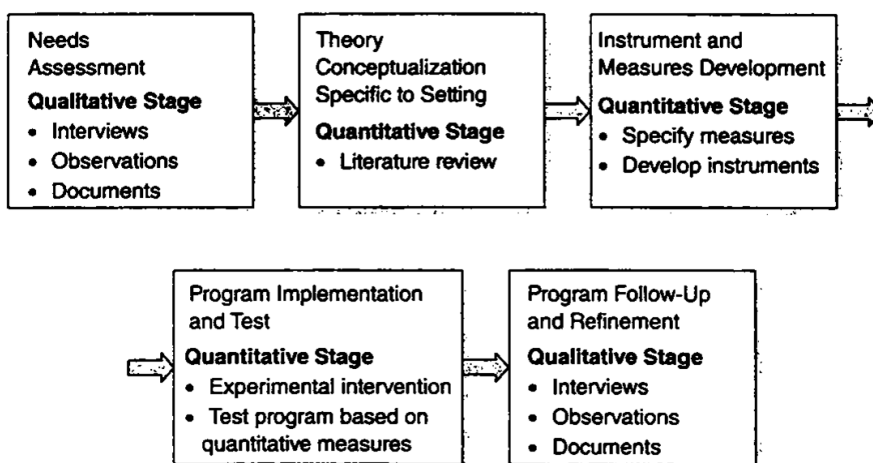 Needs
Assessment
Qualitative Stage
• Interviews
• Observations
• Documents
Theory
Conceptualization
Specific to Setting
Quantitative Stage
• Literature review
Instrument and
Measures Development
Quantitative Stage
• Specify measures
• Develop instruments
Program Implementation
and Test
Quantitative Stage
• Experimental intervention
• Test program based on
quantitative measures
Program Follow-Up
and Refinement
Qualitative Stage
• Interviews
• Observations
• Documents